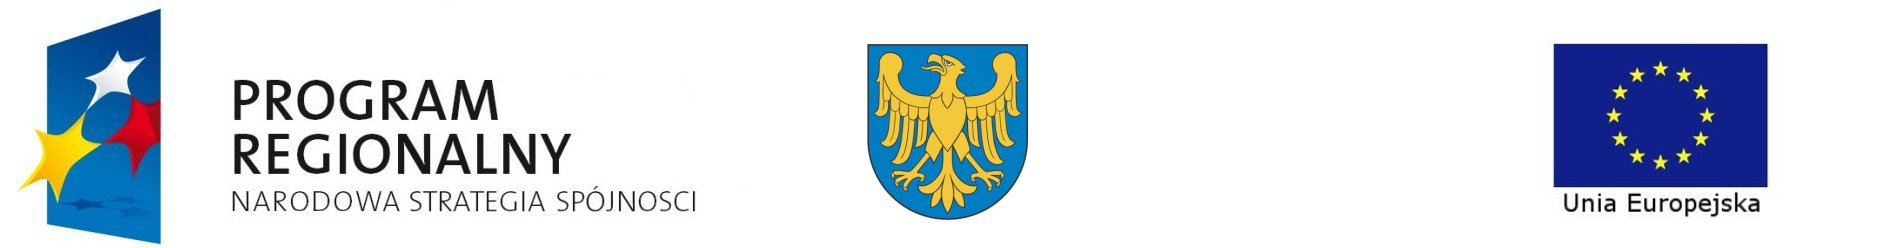 PROGRAM
REGIONALNY
NARODOWA STRATEGIA SPÓJNOSCI
Unia Europejska